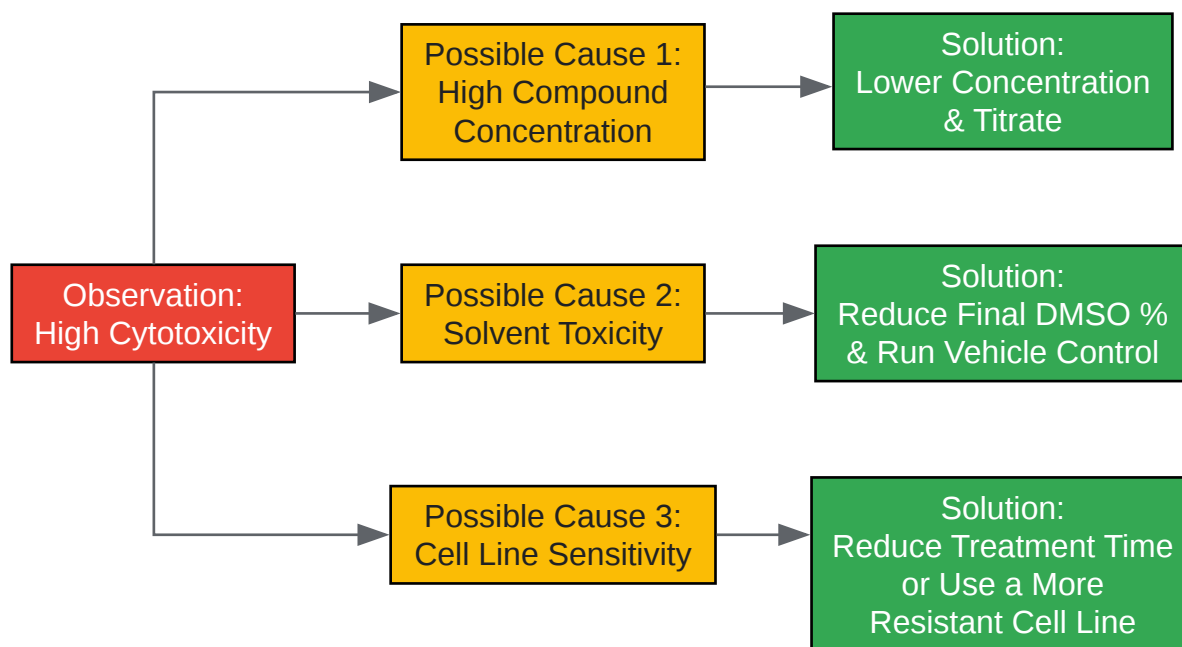 Possible Cause 1:
High Compound
Concentration
Solution:
Lower Concentration
& Titrate
Observation:
High Cytotoxicity
Possible Cause 2:
Solvent Toxicity
Solution:
Reduce Final DMSO %
& Run Vehicle Control
Possible Cause 3:
Cell Line Sensitivity
Solution:
Reduce Treatment Time
or Use a More
Resistant Cell Line